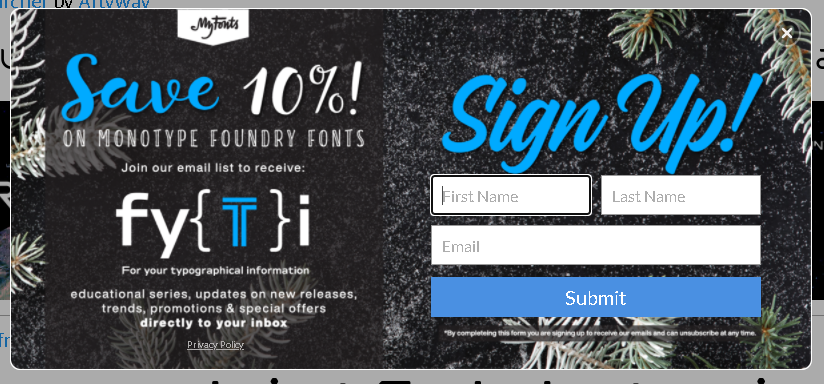 by Artyway
MyFonts
Save 10%!
ON MONOTYPE FOUNDRY FONTS
Join our email list to receive:
fy{T}i
For your typographical information
educational series, updates on new releases,
trends, promotions & special offers
directly to your inbox
Privacy Policy
Sign Up!
First Name
Last Name
Email
Submit
*By completeing this form you are signing up to receive our emails and can unsubscribe at any time.